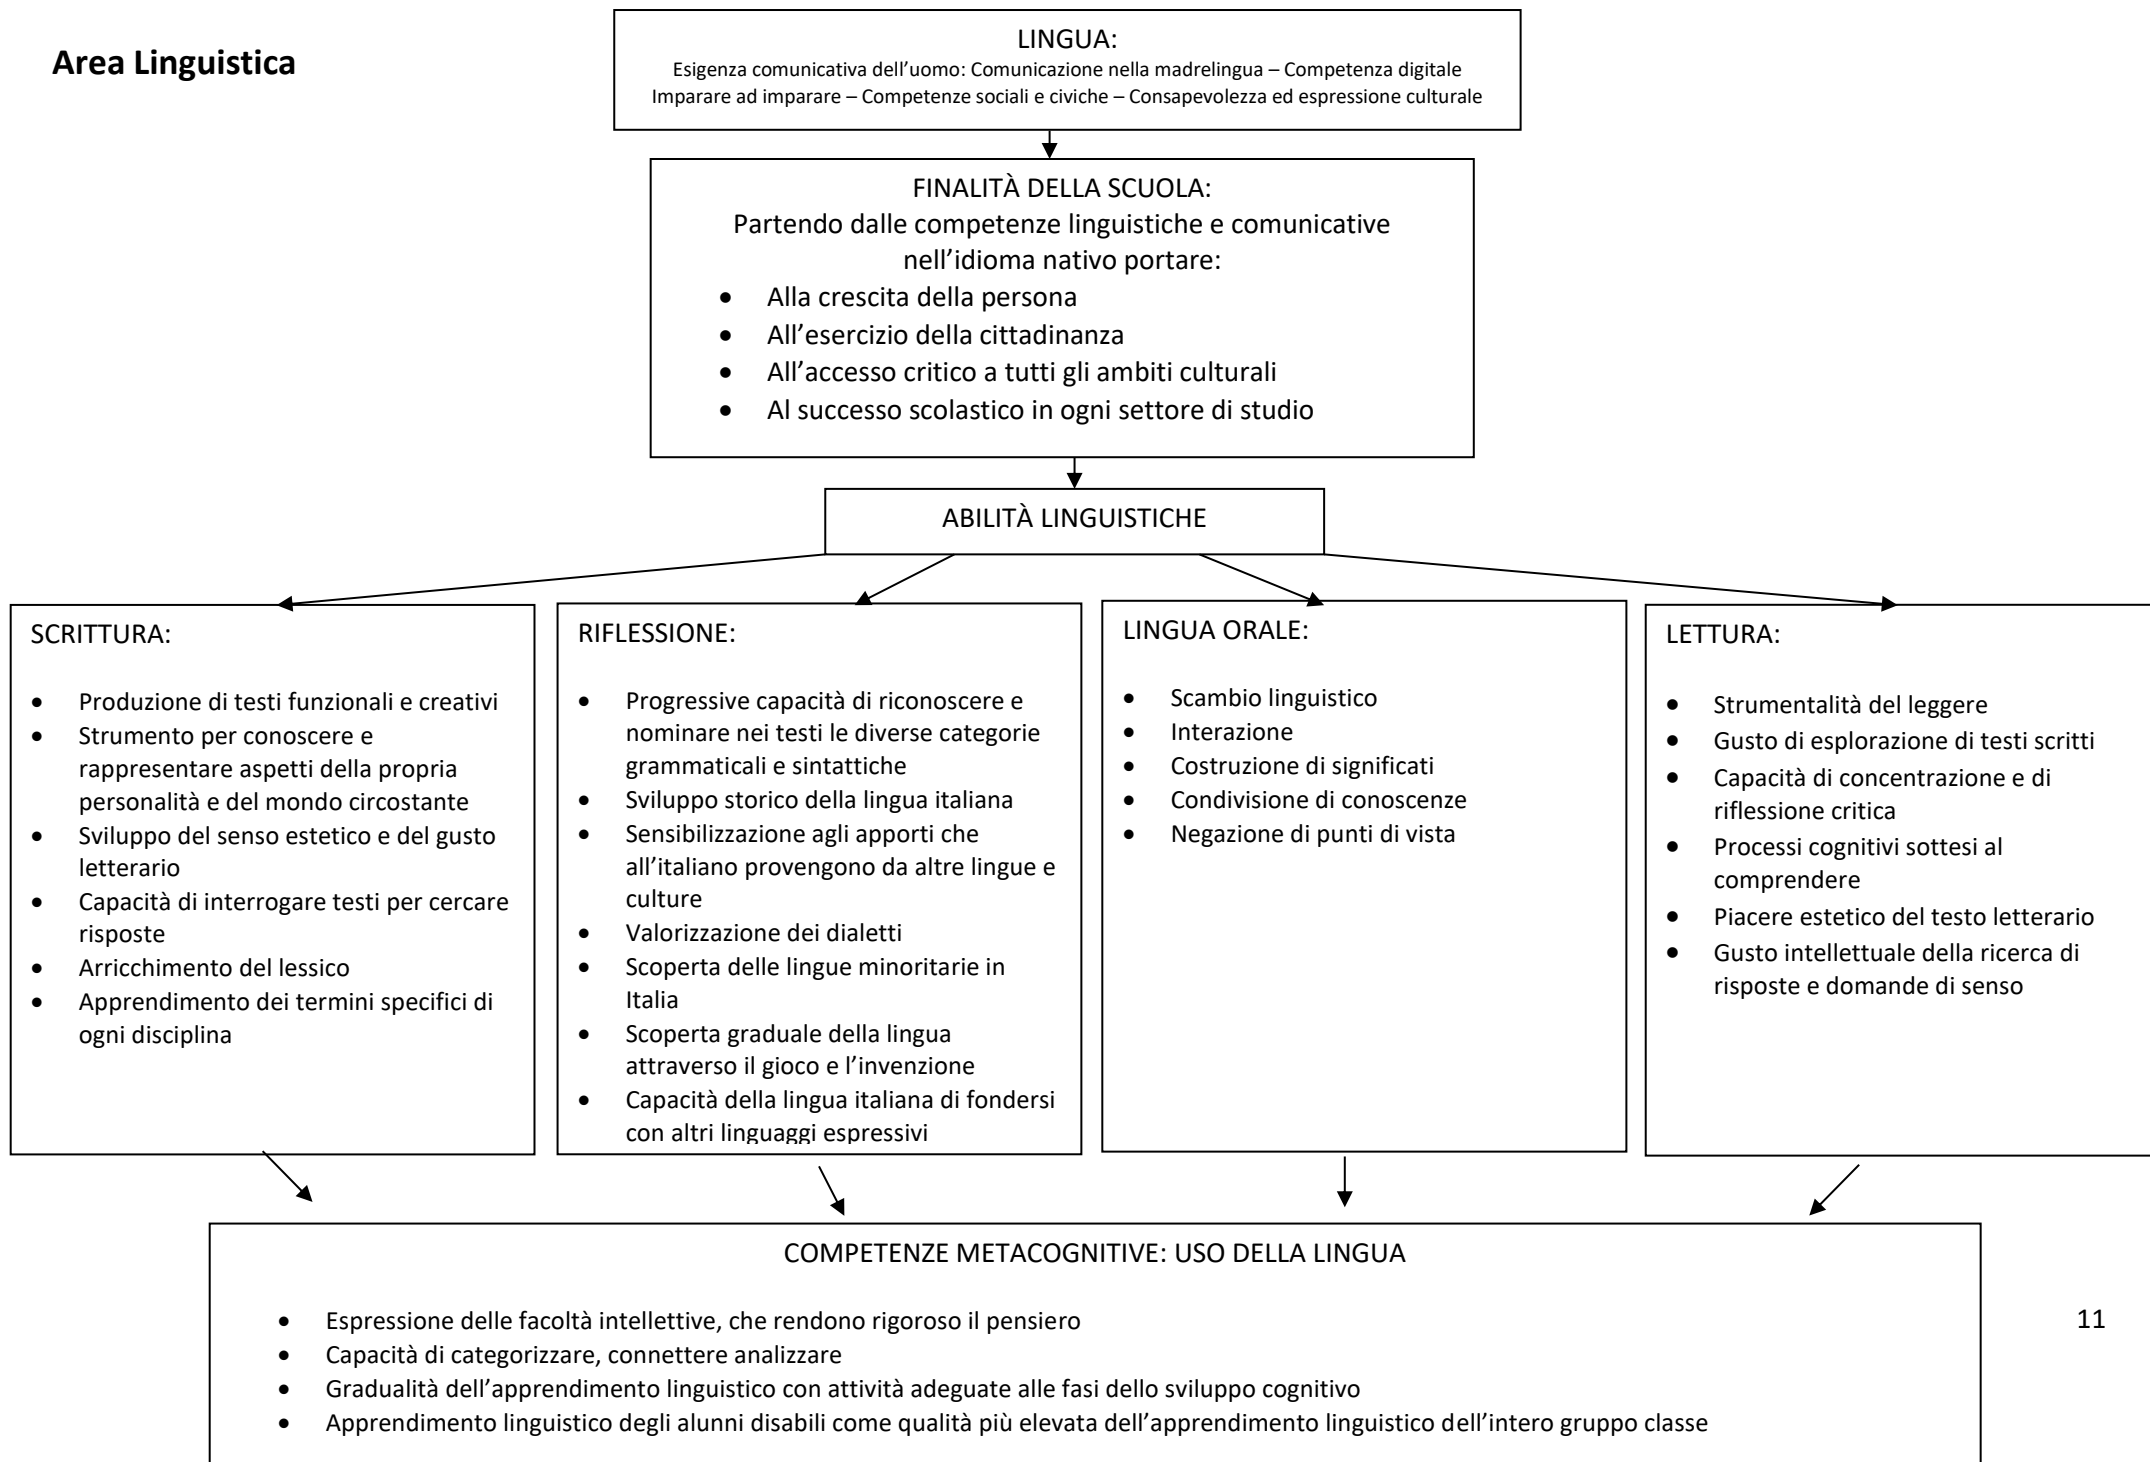 Area Linguistica
LINGUA:
Esigenza comunicativa dell’uomo: Comunicazione nella madrelingua – Competenza digitale
Imparare ad imparare – Competenze sociali e civiche – Consapevolezza ed espressione culturale
FINALITÀ DELLA SCUOLA:
Partendo dalle competenze linguistiche e comunicative
nell’idioma nativo portare:
• Alla crescita della persona
• All’esercizio della cittadinanza
• All’accesso critico a tutti gli ambiti culturali
• Al successo scolastico in ogni settore di studio
ABILITÀ LINGUISTICHE
SCRITTURA:
• Produzione di testi funzionali e creativi
• Strumento per conoscere e
rappresentare aspetti della propria
personalità e del mondo circostante
• Sviluppo del senso estetico e del gusto
letterario
• Capacità di interrogare testi per cercare
risposte
• Arricchimento del lessico
• Apprendimento dei termini specifici di
ogni disciplina
RIFLESSIONE:
• Progressive capacità di riconoscere e
nominare nei testi le diverse categorie
grammaticali e sintattiche
• Sviluppo storico della lingua italiana
• Sensibilizzazione agli apporti che
all’italiano provengono da altre lingue e
culture
• Valorizzazione dei dialetti
• Scoperta delle lingue minoritarie in
Italia
• Scoperta graduale della lingua
attraverso il gioco e l’invenzione
• Capacità della lingua italiana di fondersi
con altri linguaggi espressivi
LINGUA ORALE:
• Scambio linguistico
• Interazione
• Costruzione di significati
• Condivisione di conoscenze
• Negazione di punti di vista
LETTURA:
• Strumentalità del leggere
• Gusto di esplorazione di testi scritti
• Capacità di concentrazione e di
riflessione critica
• Processi cognitivi sottesi al
comprendere
• Piacere estetico del testo letterario
• Gusto intellettuale della ricerca di
risposte e domande di senso
COMPETENZE METACOGNITIVE: USO DELLA LINGUA
• Espressione delle facoltà intellettive, che rendono rigoroso il pensiero
• Capacità di categorizzare, connettere analizzare
• Gradualità dell’apprendimento linguistico con attività adeguate alle fasi dello sviluppo cognitivo
• Apprendimento linguistico degli alunni disabili come qualità più elevata dell’apprendimento linguistico dell’intero gruppo classe
11